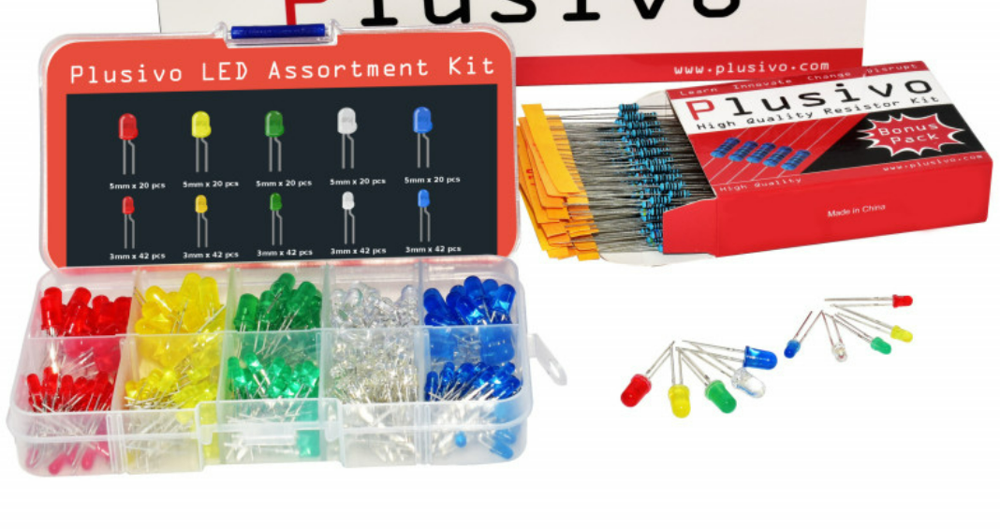 Plusivo
www.plusivo.com
Plusivo LED Assortment Kit
5mm x 20 pcs 5mm x 20 pcs 5mm x 20 pcs 5mm x 20 pcs 5mm x 20 pcs
3mm x 42 pcs 3mm x 42 pcs 3mm x 42 pcs 3mm x 42 pcs 3mm x 42 pcs
Learn Innovate Change Disrupt
Plusivo
High Quality Resistor Kit
Bonus
Pack
High Quality
www.plusivo.com
Made in China